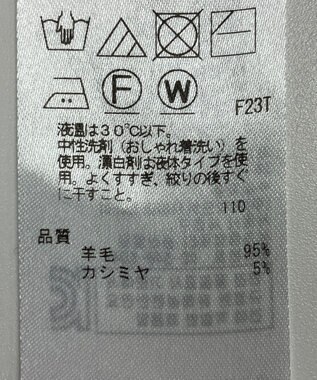 F W
F23T
液温は30℃以下。
中性洗剤(おしゃれ着洗い)を
使用。漂白剤は液体タイプを使
用。よくすすぎ、絞りの後すぐ
に干すこと。
110
品質
羊毛 95%
カシミヤ 5%